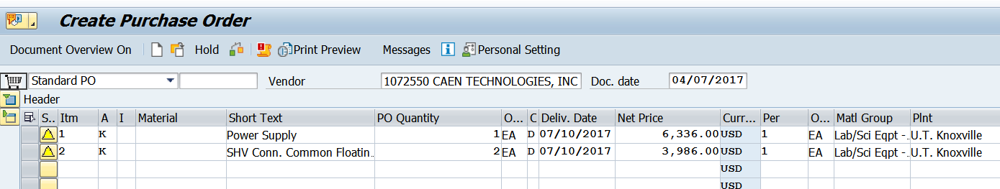 Create Purchase Order
Document Overview On Hold Print Preview Messages Personal Setting
Standard PO Vendor 1072550 CAEN TECHNOLOGIES, INC Doc. date 04/07/2017
Header
S.. Itm A I Material Short Text PO Quantity O... C Deliv. Date Net Price Curr... Per O... Matl Group Plnt
1 K Power Supply 1 EA D 07/10/2017 6,336.00 USD 1 EA Lab/Sci Eqpt -.. U.T. Knoxville
2 K SHV Conn. Common Floatin.. 2 EA D 07/10/2017 3,986.00 USD 1 EA Lab/Sci Eqpt -.. U.T. Knoxville
USD
USD